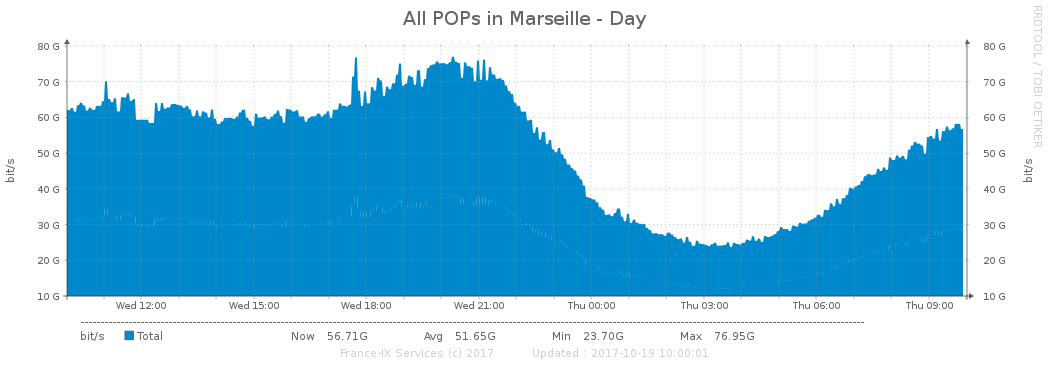 All POPs in Marseille - Day
RRDTOOL / TOBI OETIKER
80 G 80 G
70 G 70 G
60 G 60 G
50 G 50 G
40 G 40 G
30 G 30 G
20 G 20 G
10 G 10 G
bit/s
bit/s
Wed 12:00 Wed 15:00 Wed 18:00 Wed 21:00 Thu 00:00 Thu 03:00 Thu 06:00 Thu 09:00
bit/s Total Now 56.71G Avg 51.65G Min 23.70G Max 76.95G
France-IX Services (c) 2017 Updated : 2017-10-19 10:00:01